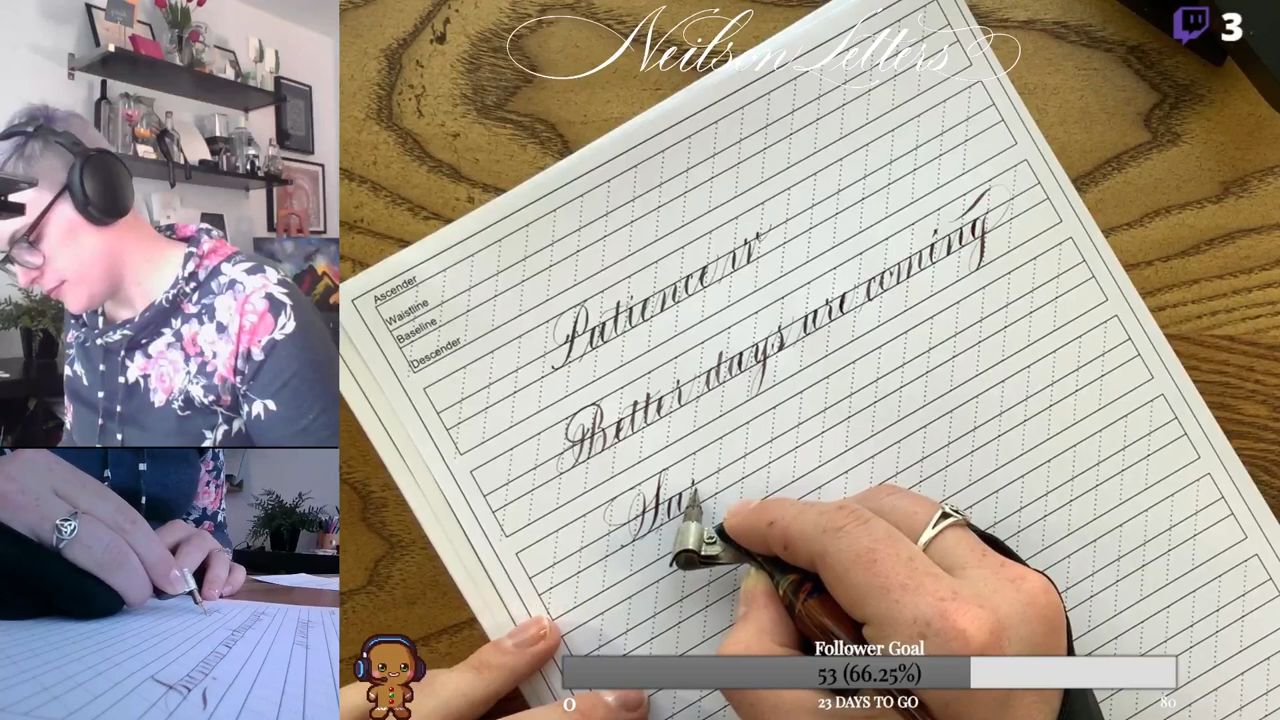 Neilson Letters
3
Ascender
Waistline
Baseline
Descender
Patience
Better days are coming
Follower Goal
53 (66.25%)
0
23 DAYS TO GO
80